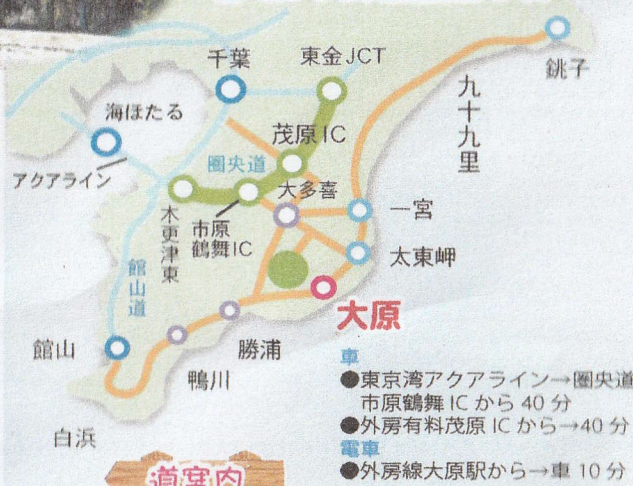 千葉
東金JCT
銚子
海ほたる
九十九里
茂原IC
圏央道
アクアライン
大多喜
木更津東
市原
鶴舞IC
一宮
太東岬
館山道
大原
館山
勝浦
鴨川
白浜
車
●東京湾アクアライン→圏央道
市原鶴舞ICから40分
●外房有料茂原ICから→40分
電車
●外房線大原駅から→車10分
道案内